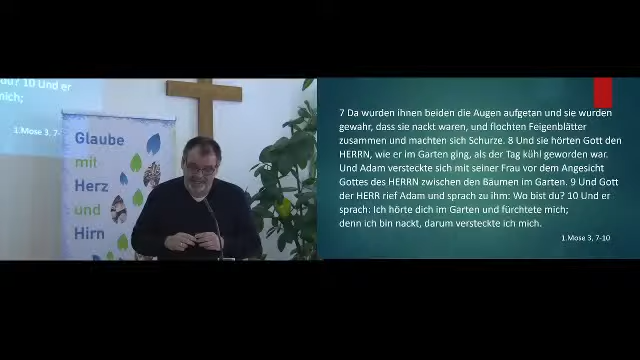 du? 10 Und er
mich;
1.Mose 3, 7-
Glaube
mit
Herz
und
Hirn
7 Da wurden ihnen beiden die Augen aufgetan und sie wurden
gewahr, dass sie nackt waren, und flochten Feigenblätter
zusammen und machten sich Schurze. 8 Und sie hörten Gott den
HERRN, wie er im Garten ging, als der Tag kühl geworden war.
Und Adam versteckte sich mit seiner Frau vor dem Angesicht
Gottes des HERRN zwischen den Bäumen im Garten. 9 Und Gott
der HERR rief Adam und sprach zu ihm: Wo bist du? 10 Und er
sprach: Ich hörte dich im Garten und fürchtete mich;
denn ich bin nackt, darum versteckte ich mich.
1.Mose 3, 7-10